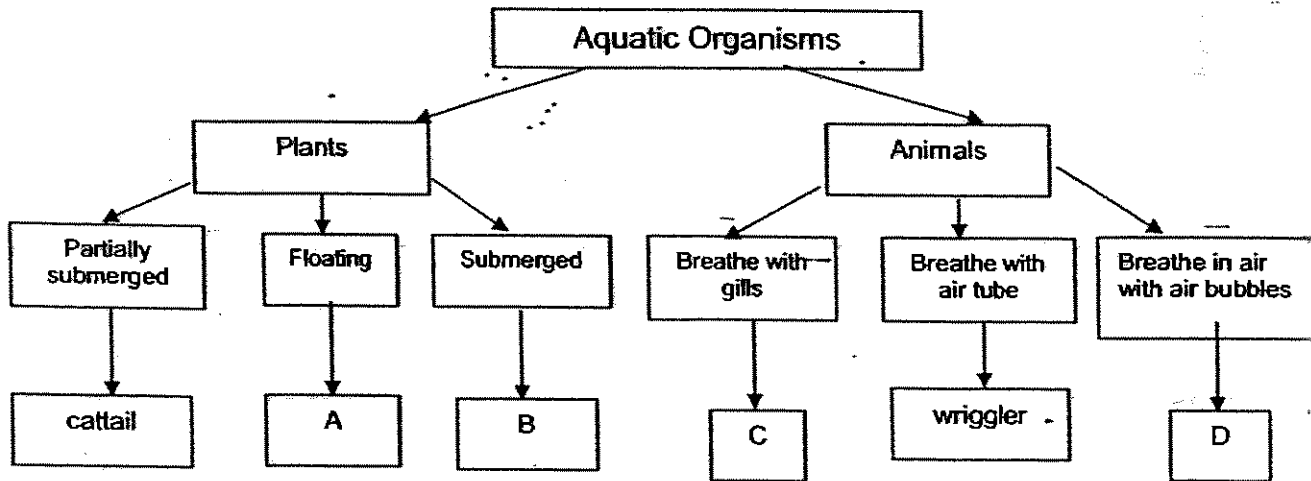 Aquatic Organisms
Plants
Animals
Partially
submerged
Floating
Submerged
Breathe with
gills
Breathe with
air tube
Breathe in air
with air bubbles
cattail
A
B
C
wriggler
D